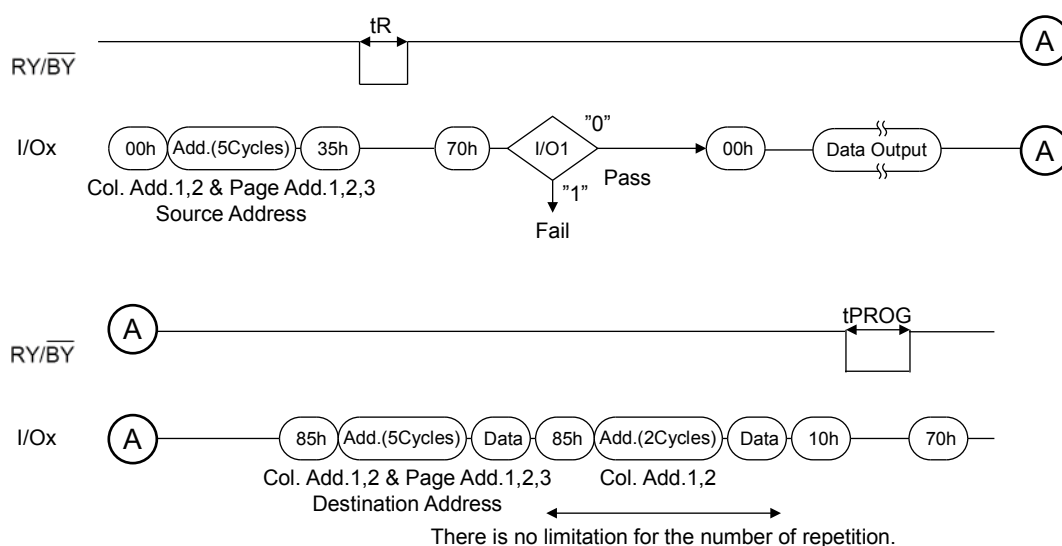 tR
RY/BY
A
I/Ox
00h
Add.(5Cycles)
35h
70h
I/O1
”0”
Pass
”1”
Fail
00h
Data Output
A
Col. Add.1,2 & Page Add.1,2,3
Source Address
A
tPROG
RY/BY
I/Ox
A
85h
Add.(5Cycles)
Data
85h
Add.(2Cycles)
Data
10h
70h
Col. Add.1,2 & Page Add.1,2,3
Destination Address
Col. Add.1,2
There is no limitation for the number of repetition.